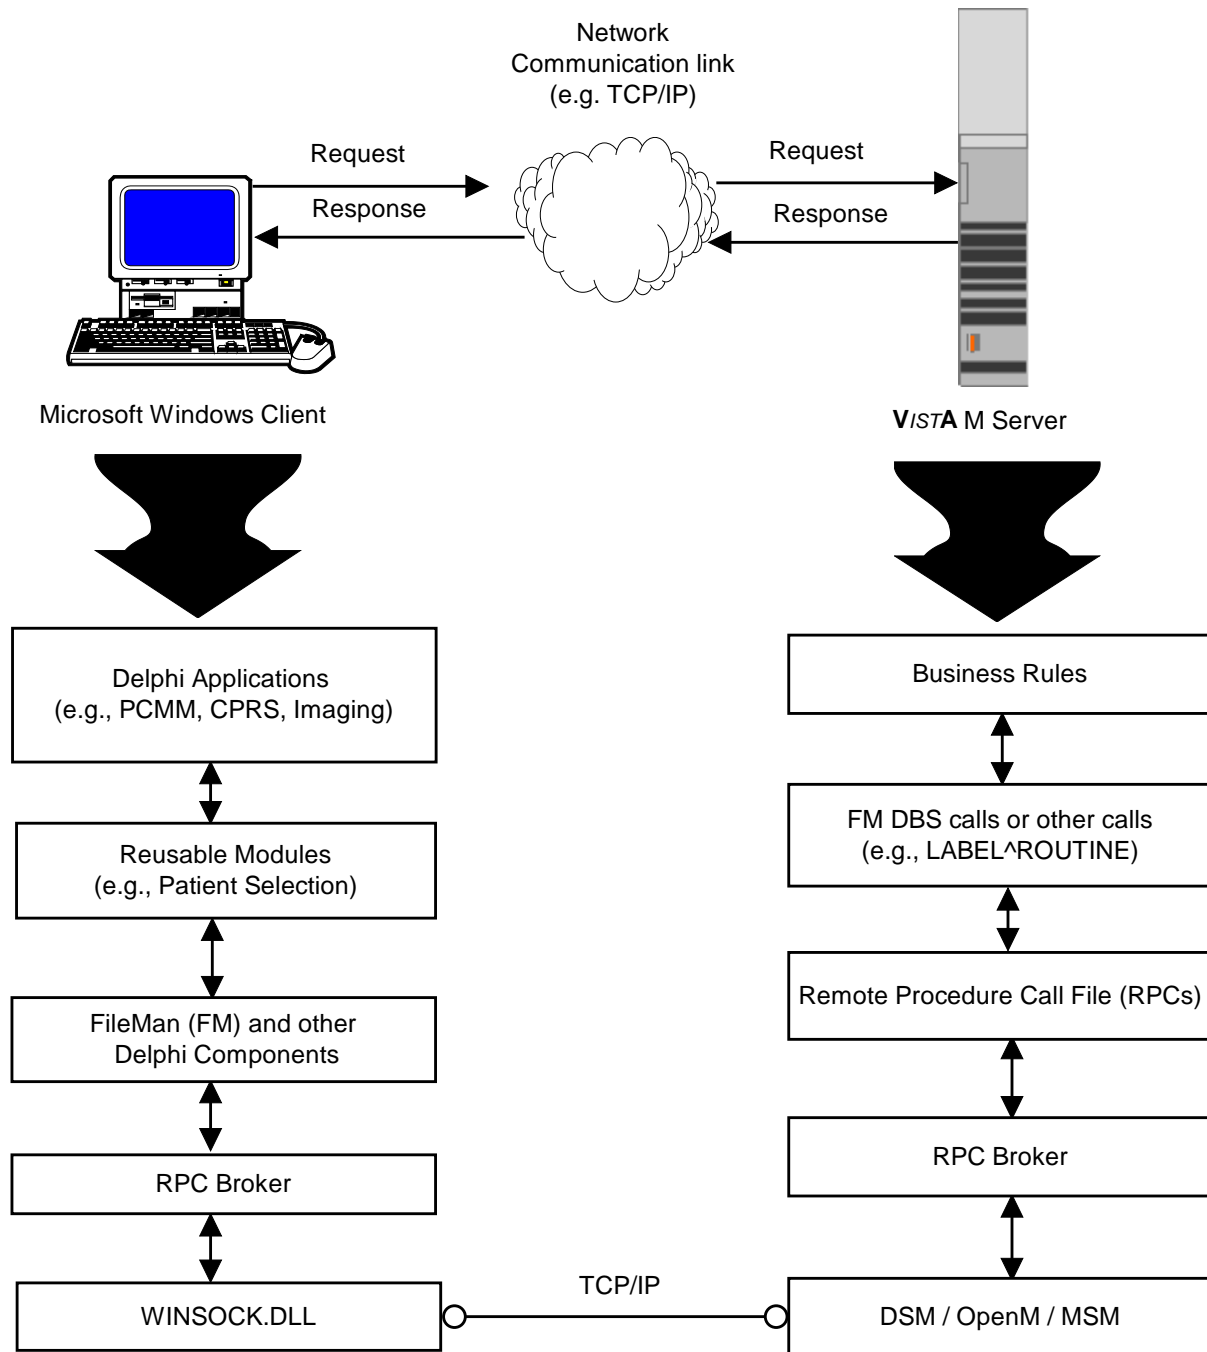 Network
Communication link
(e.g. TCP/IP)
Request
Response
Request
Response
Microsoft Windows Client
VISTA M Server
Delphi Applications
(e.g., PCMM, CPRS, Imaging)
Reusable Modules
(e.g., Patient Selection)
FileMan (FM) and other
Delphi Components
RPC Broker
WINSOCK.DLL
TCP/IP
Business Rules
FM DBS calls or other calls
(e.g., LABEL^ROUTINE)
Remote Procedure Call File (RPCs)
RPC Broker
DSM / OpenM / MSM